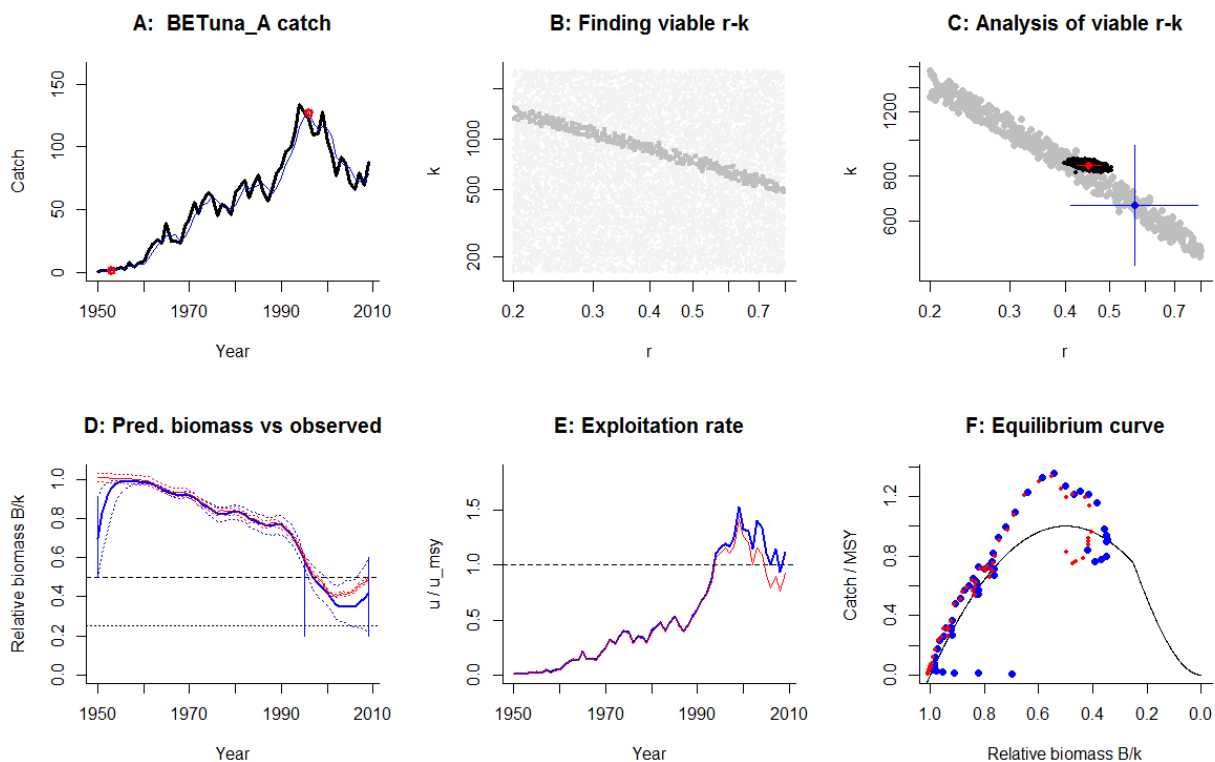 A: BETuna_A catch
Catch
150
100
50
0
1950
1970
1990
2010
Year
B: Finding viable r-k
k
1000
500
200
0.2
0.3
0.4
0.5
0.7
r
C: Analysis of viable r-k
k
1200
800
600
0.2
0.3
0.4
0.5
0.7
r
D: Pred. biomass vs observed
Relative biomass B/k
1.0
0.8
0.6
0.4
0.2
0.0
1950
1970
1990
2010
Year
E: Exploitation rate
u / u_msy
1.5
1.0
0.5
0.0
1950
1970
1990
2010
Year
F: Equilibrium curve
Catch / MSY
1.2
0.8
0.4
0.0
1.0
0.8
0.6
0.4
0.2
0.0
Relative biomass B/k